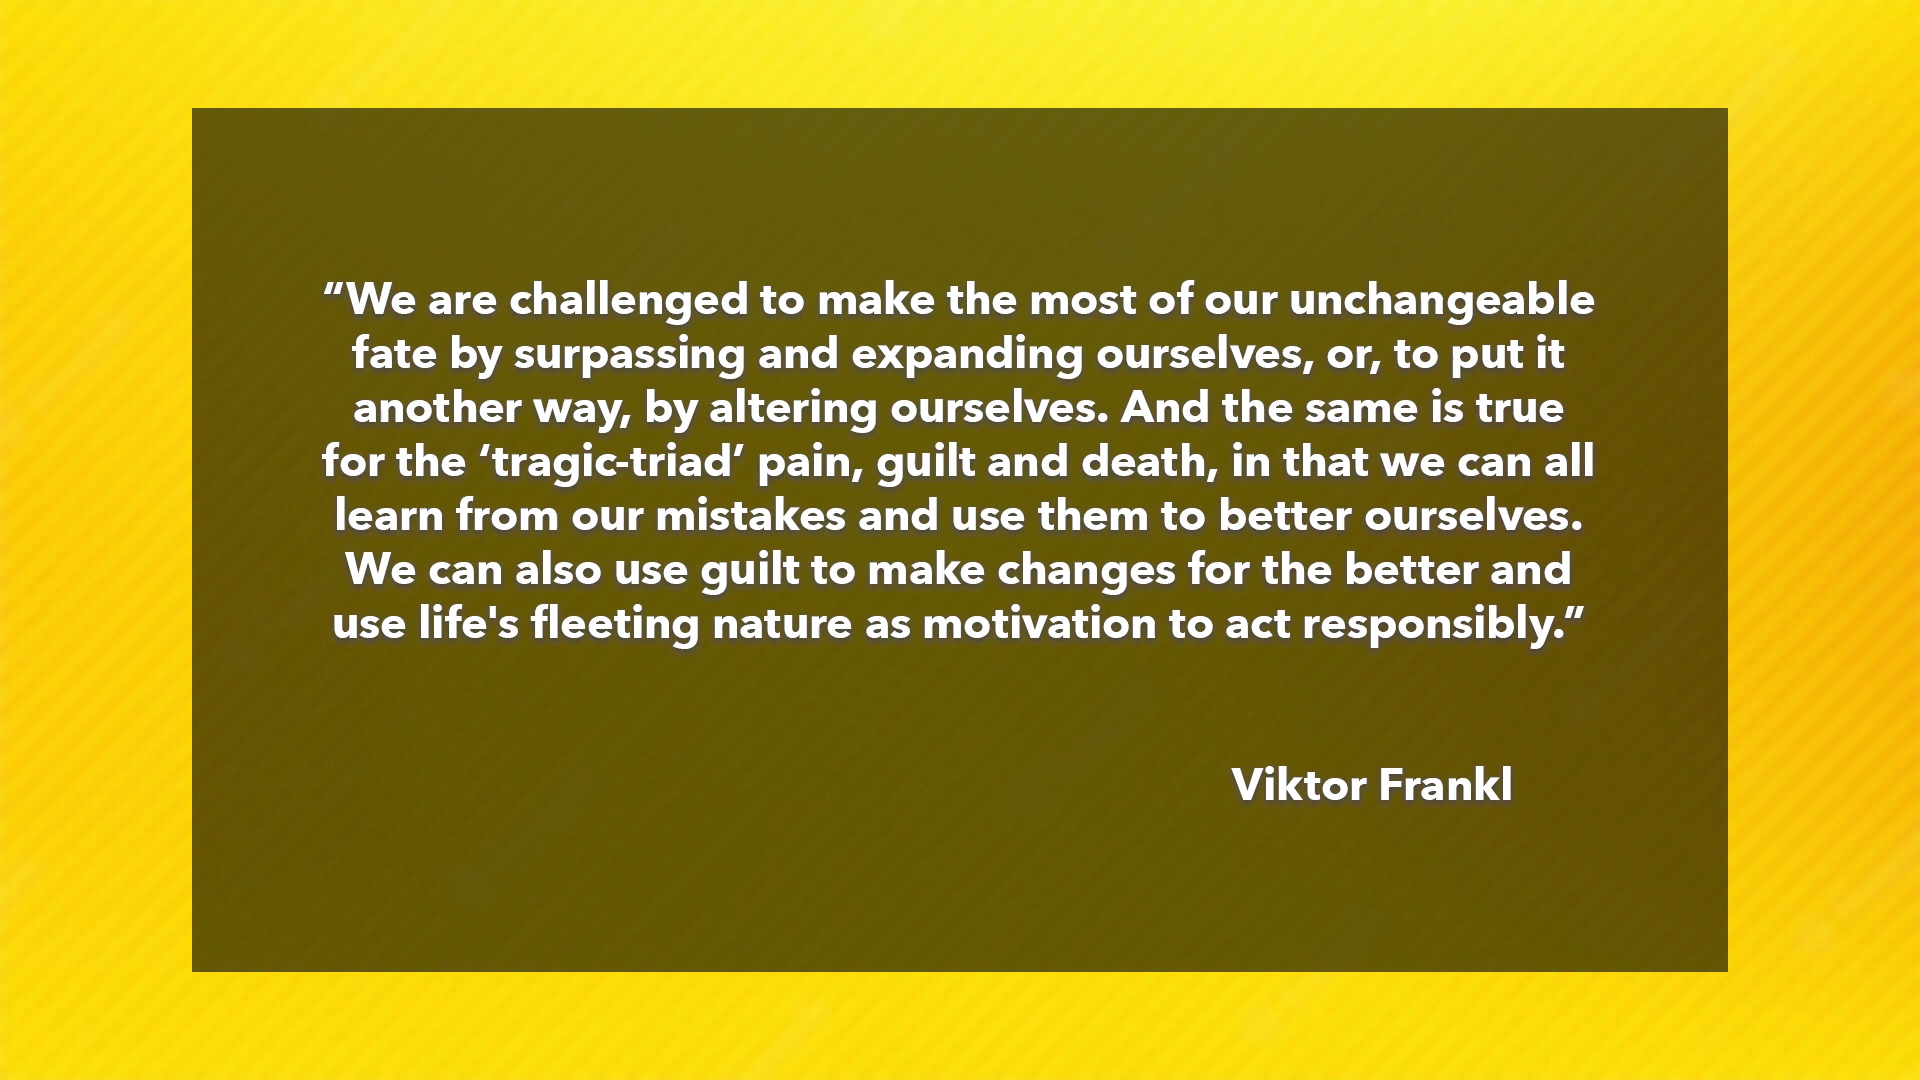 “We are challenged to make the most of our unchangeable
fate by surpassing and expanding ourselves, or, to put it
another way, by altering ourselves. And the same is true
for the ‘tragic-triad’ pain, guilt and death, in that we can all
learn from our mistakes and use them to better ourselves.
We can also use guilt to make changes for the better and
use life's fleeting nature as motivation to act responsibly.”
Viktor Frankl